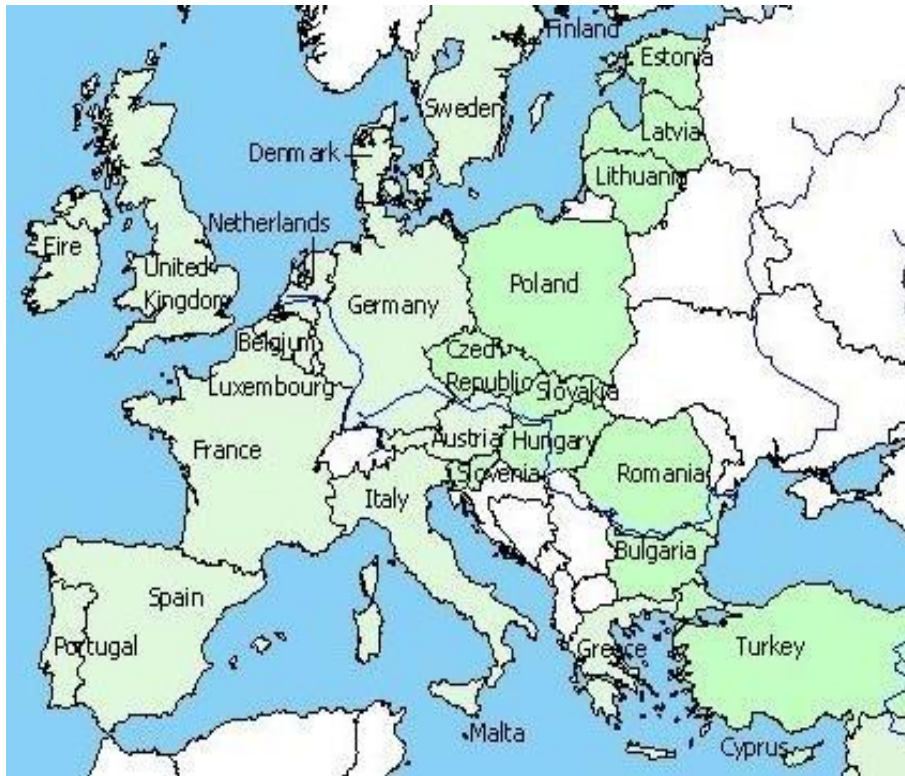 Finland
Estonia
Sweden
Latvia
Denmark
Lithuani
Netherlands
Eire
United
Kingdom
Poland
Germany
Belgium
Czech
Luxembourg
Republic
Slovakia
Austria
Hungary
France
Slovenia
Romania
Italy
Bulgaria
Spain
Portugal
Greece
Turkey
Malta
Cyprus